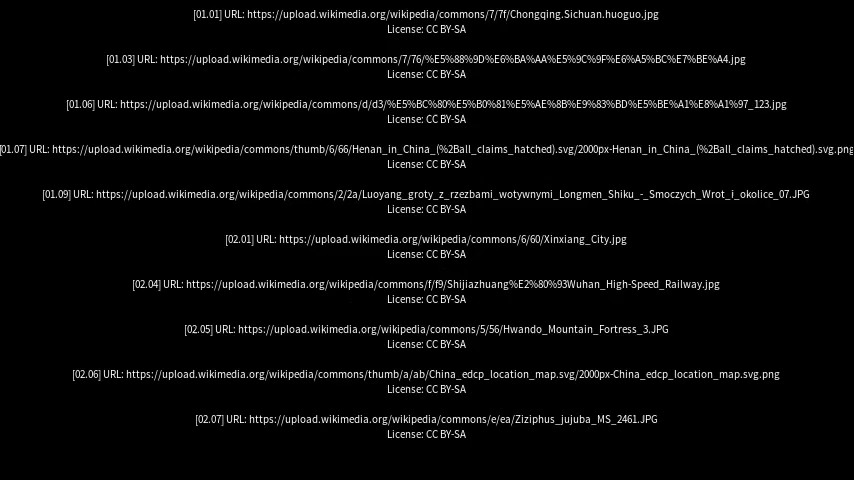 [01.01] URL: https://upload.wikimedia.org/wikipedia/commons/7/7f/Chongqing.Sichuan.huoguo.jpg
License: CC BY-SA
[01.03] URL: https://upload.wikimedia.org/wikipedia/commons/7/76/%E5%88%9D%E6%BA%AA%E5%9C%9F%E6%A5%BC%E7%BE%A4.jpg
License: CC BY-SA
[01.06] URL: https://upload.wikimedia.org/wikipedia/commons/d/d3/%E5%BC%80%E5%B0%81%E5%AE%8B%E9%83%BD%E5%BE%A1%E8%A1%97_123.jpg
License: CC BY-SA
[01.07] URL: https://upload.wikimedia.org/wikipedia/commons/thumb/6/66/Henan_in_China_(%2Ball_claims_hatched).svg/2000px-Henan_in_China_(%2Ball_claims_hatched).svg.png
License: CC BY-SA
[01.09] URL: https://upload.wikimedia.org/wikipedia/commons/2/2a/Luoyang_groty_z_rzezbami_wotywnymi_Longmen_Shiku_-_Smoczych_Wrot_i_okolice_07.JPG
License: CC BY-SA
[02.01] URL: https://upload.wikimedia.org/wikipedia/commons/6/60/Xinxiang_City.jpg
License: CC BY-SA
[02.04] URL: https://upload.wikimedia.org/wikipedia/commons/f/f9/Shijiazhuang%E2%80%93Wuhan_High-Speed_Railway.jpg
License: CC BY-SA
[02.05] URL: https://upload.wikimedia.org/wikipedia/commons/5/56/Hwando_Mountain_Fortress_3.JPG
License: CC BY-SA
[02.06] URL: https://upload.wikimedia.org/wikipedia/commons/thumb/a/ab/China_edcp_location_map.svg/2000px-China_edcp_location_map.svg.png
License: CC BY-SA
[02.07] URL: https://upload.wikimedia.org/wikipedia/commons/e/ea/Ziziphus_jujuba_MS_2461.JPG
License: CC BY-SA